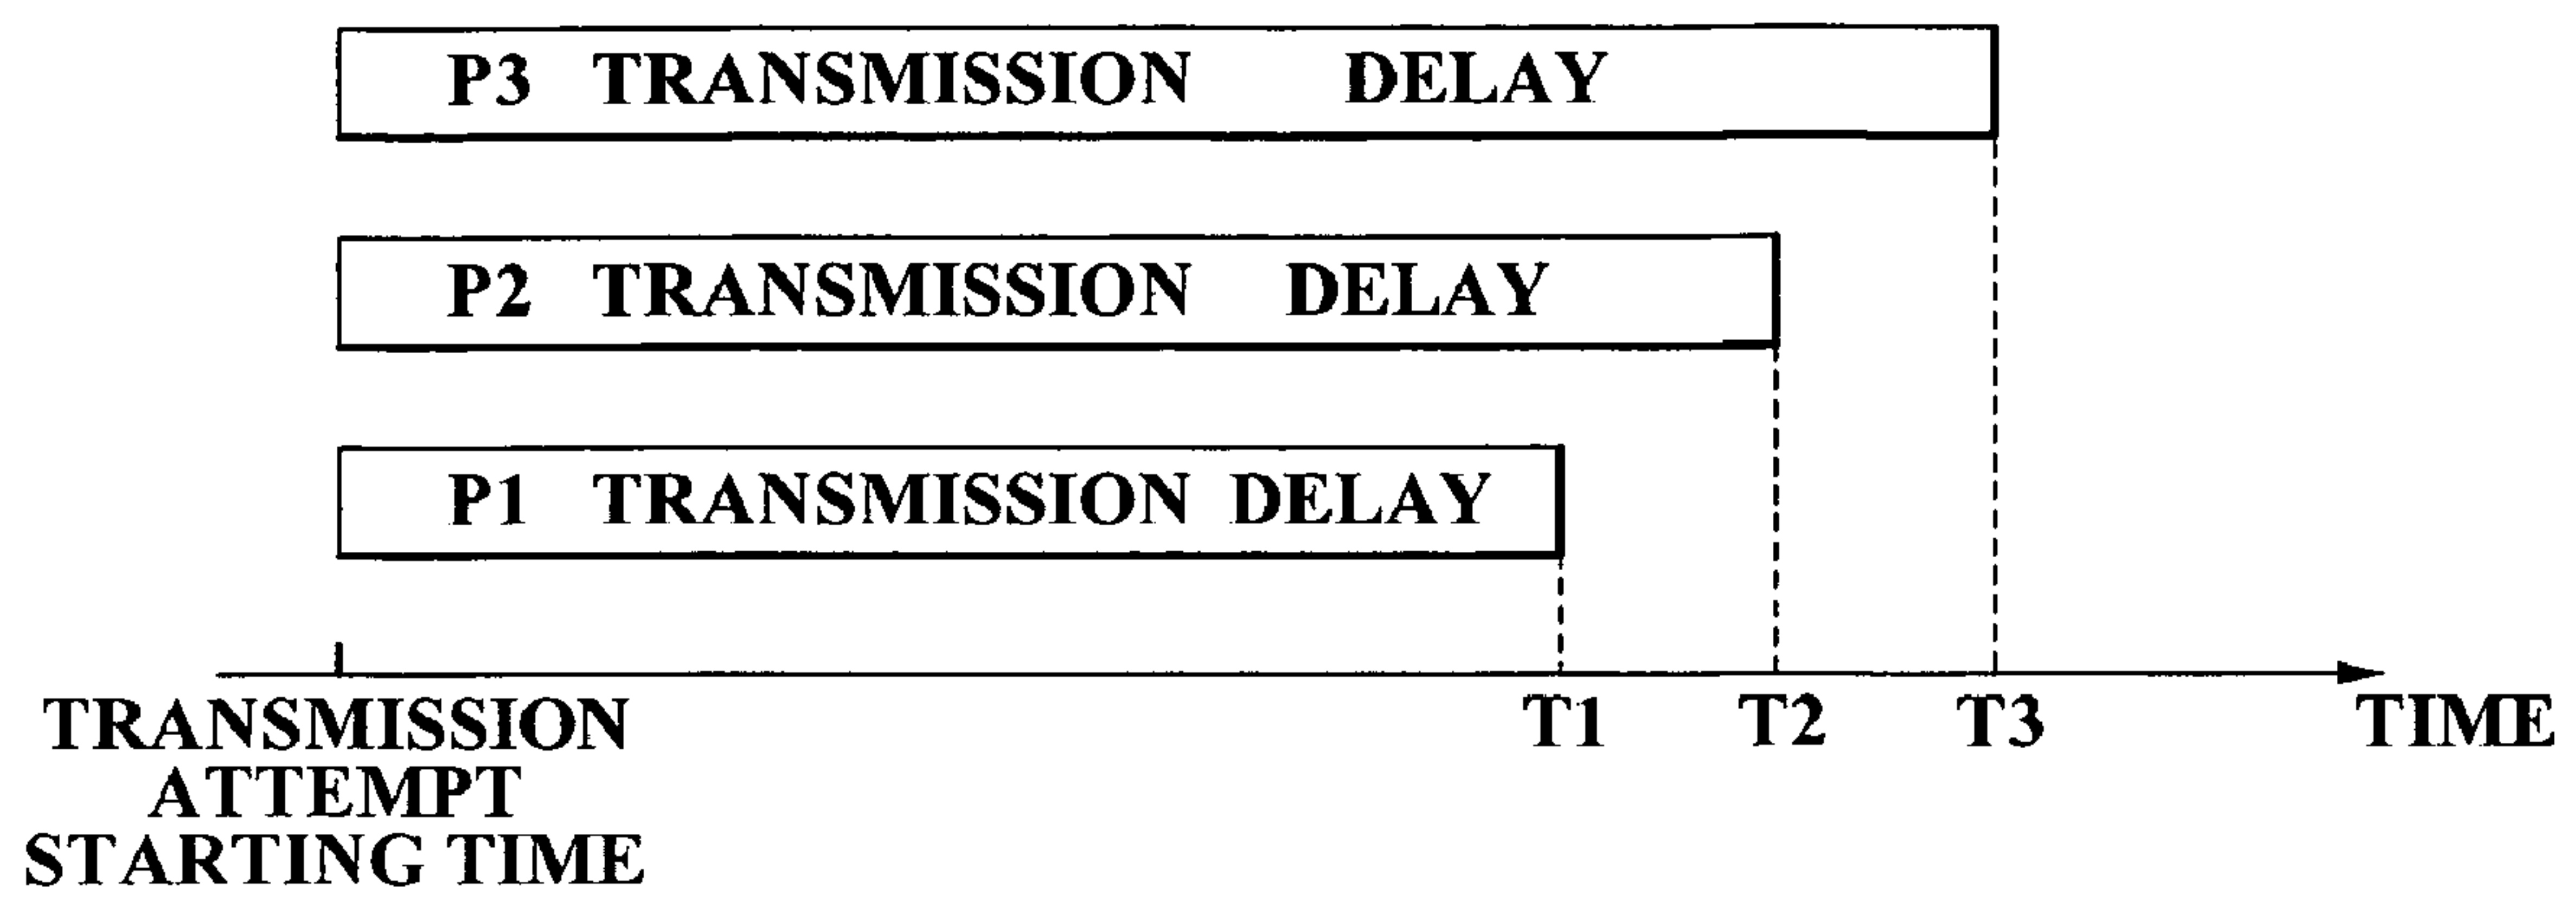 P3 TRANSMISSION DELAY
P2 TRANSMISSION DELAY
P1 TRANSMISSION DELAY
T1 T2 T3 TIME
TRANSMISSION
ATTEMPT
STARTING TIME